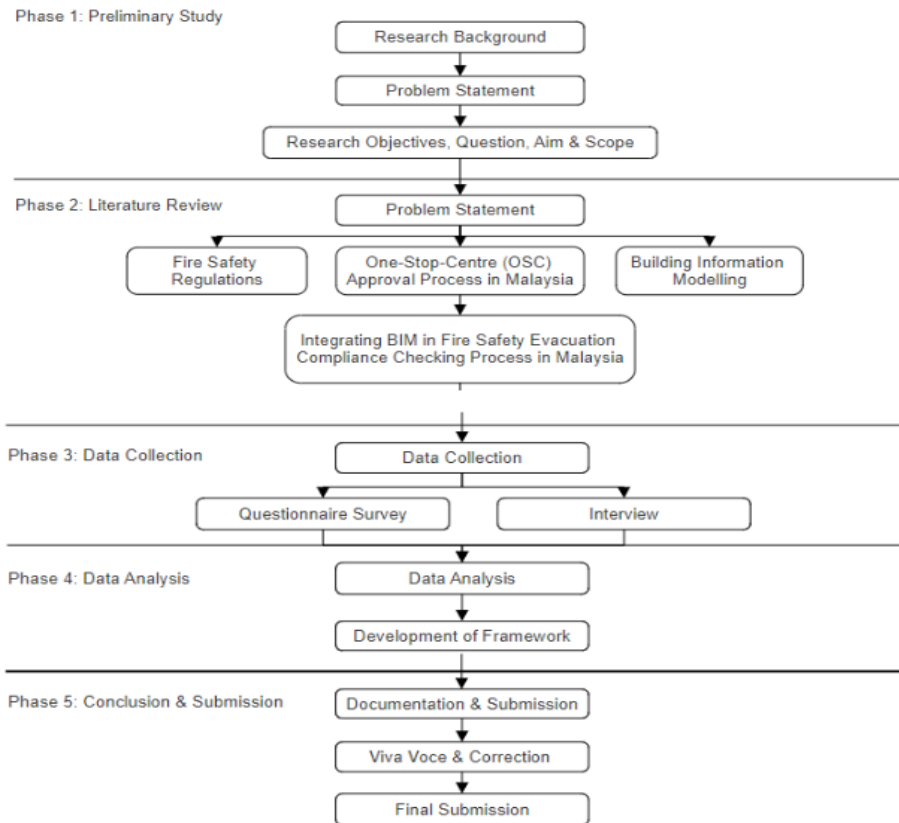 Phase 1: Preliminary Study
Research Background
Problem Statement
Research Objectives, Question, Aim & Scope
Phase 2: Literature Review
Problem Statement
Fire Safety
Regulations
One-Stop-Centre (OSC)
Approval Process in Malaysia
Building Information
Modelling
Integrating BIM in Fire Safety Evacuation
Compliance Checking Process in Malaysia
Phase 3: Data Collection
Data Collection
Questionnaire Survey
Interview
Phase 4: Data Analysis
Data Analysis
Development of Framework
Phase 5: Conclusion & Submission
Documentation & Submission
Viva Voce & Correction
Final Submission